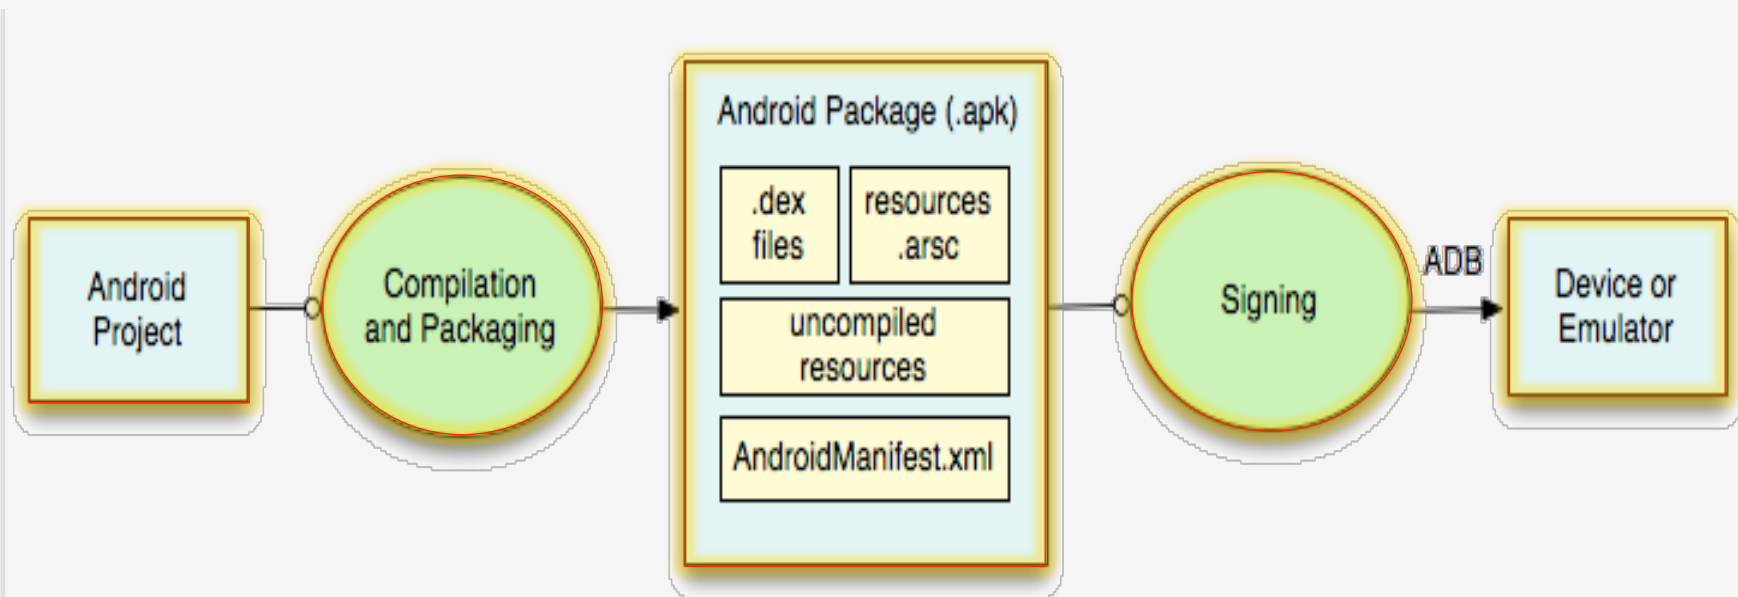 Android
Project
Compilation
and Packaging
Android Package (.apk)
.dex
files
resources
.arsc
uncompiled
resources
AndroidManifest.xml
Signing
ADB
Device or
Emulator